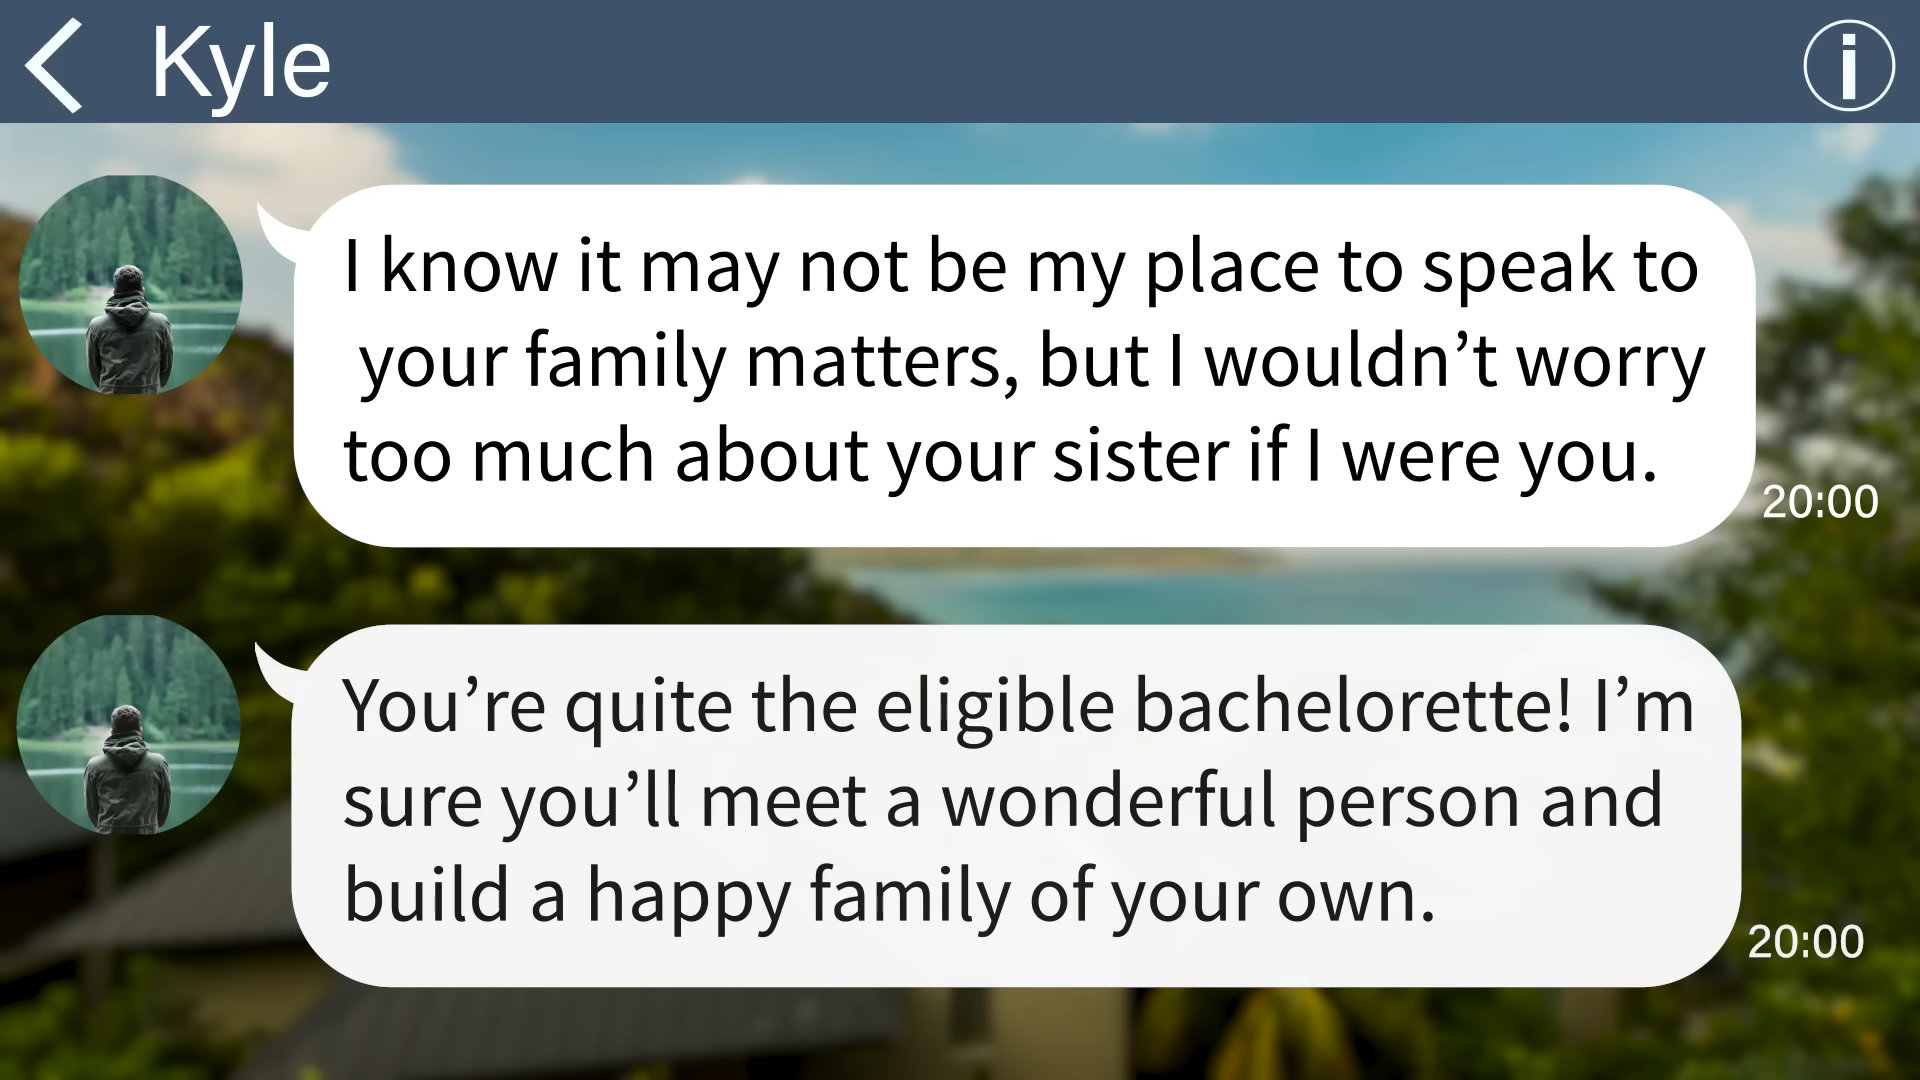 Kyle
I know it may not be my place to speak to
your family matters, but I wouldn’t worry
too much about your sister if I were you.
20:00
You’re quite the eligible bachelorette! I’m
sure you’ll meet a wonderful person and
build a happy family of your own.
20:00